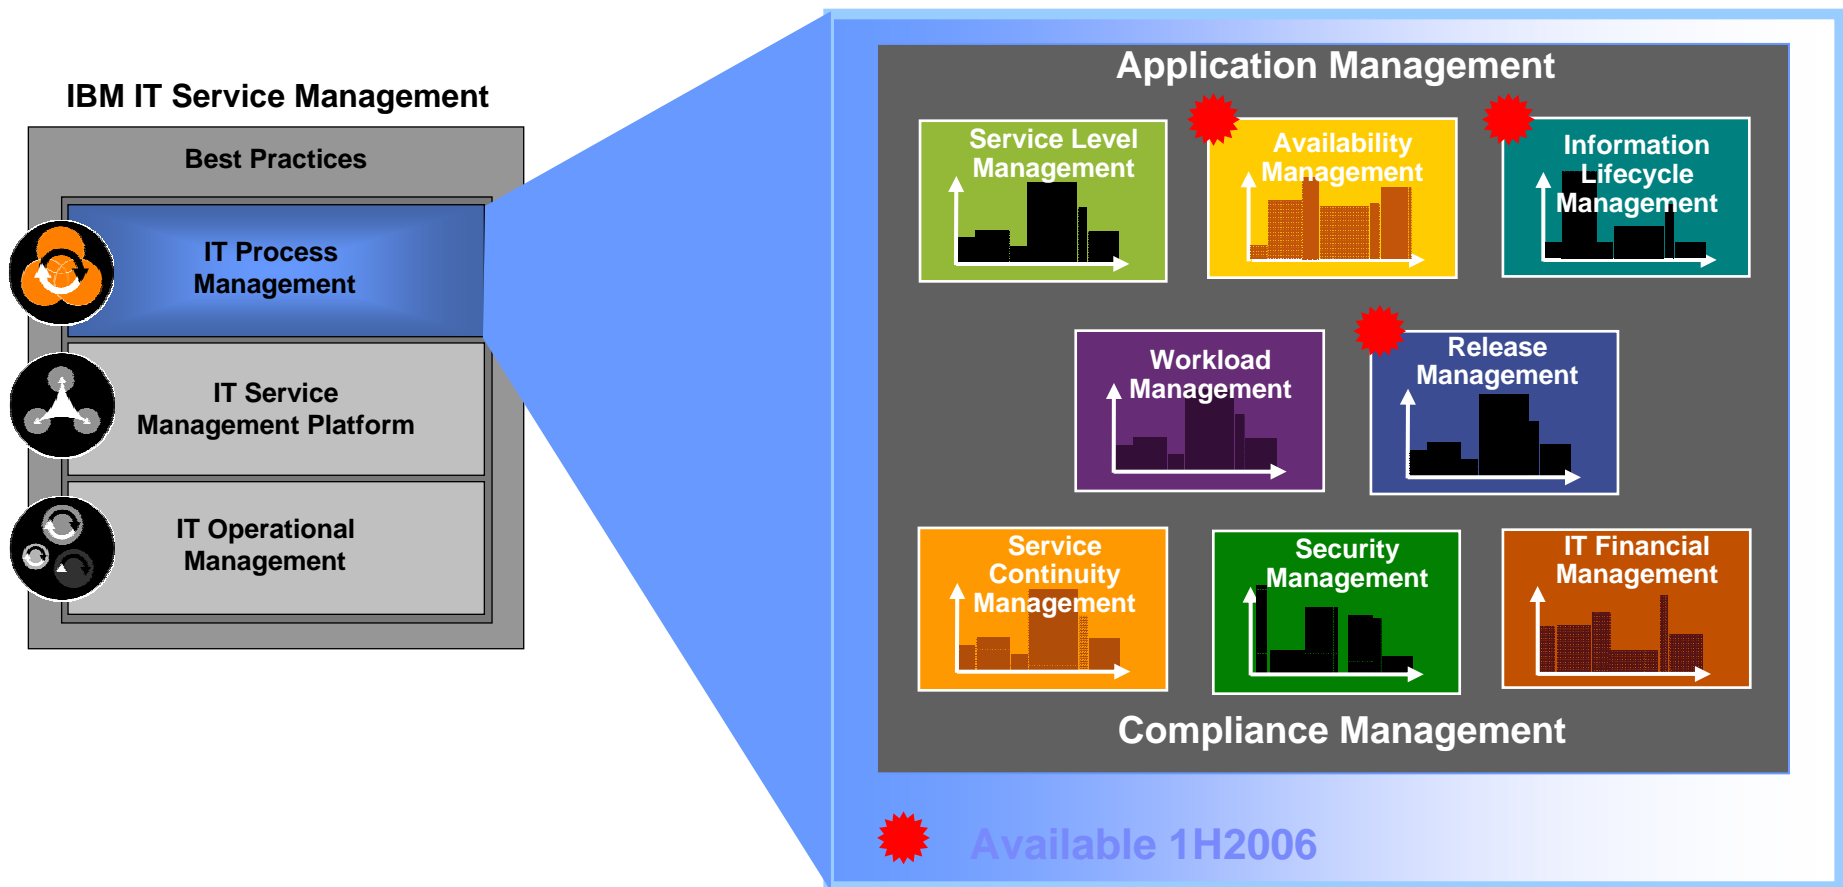 IBM IT Service Management
Best Practices
IT Process
Management
IT Service
Management Platform
IT Operational
Management
Application Management
Service Level
Management
Availability
Management
Information
Lifecycle
Management
Workload
Management
Release
Management
Service
Continuity
Management
Security
Management
IT Financial
Management
Compliance Management
Available 1H2006